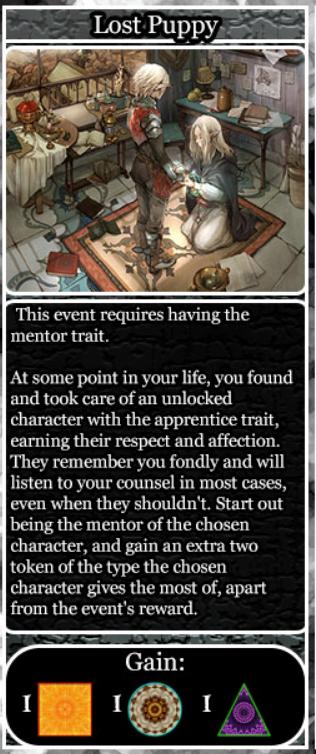 Lost Puppy
This event requires having the
mentor trait.
At some point in your life, you found
and took care of an unlocked
character with the apprentice trait,
earning their respect and affection.
They remember you fondly and will
listen to your counsel in most cases,
even when they shouldn't. Start out
being the mentor of the chosen
character, and gain an extra two
token of the type the chosen
character gives the most of, apart
from the event's reward.
Gain:
1 1 1